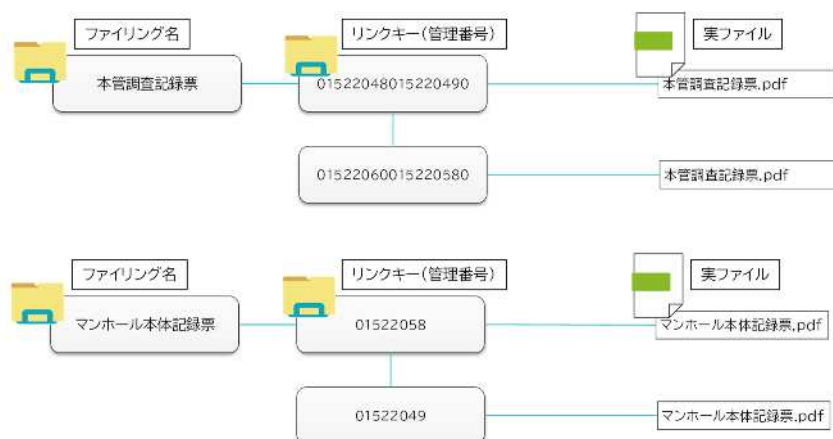 ファイリング名
リンクキー(管理番号)
実ファイル
本管調査記録票
01522048015220490
本管調査記録票.pdf
01522060015220580
本管調査記録票.pdf
ファイリング名
リンクキー(管理番号)
実ファイル
マンホール本体記録票
01522058
マンホール本体記録票.pdf
01522049
マンホール本体記録票.pdf